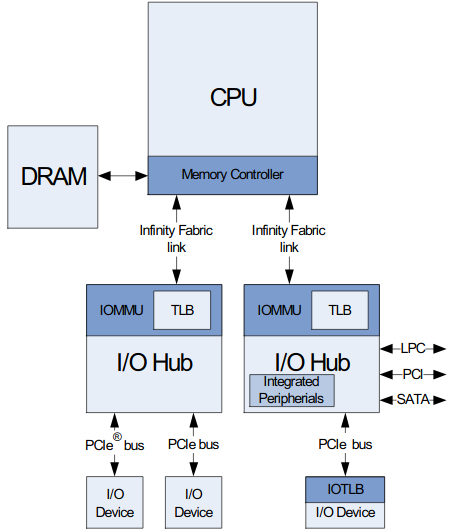 CPU
DRAM
Memory Controller
Infinity Fabric
link
Infinity Fabric
link
IOMMU
TLB
I/O Hub
IOMMU
TLB
I/O Hub
Integrated
Peripherials
LPC
PCI
SATA
PCIe® bus
PCIe bus
PCIe bus
I/O
Device
I/O
Device
IOTLB
I/O Device